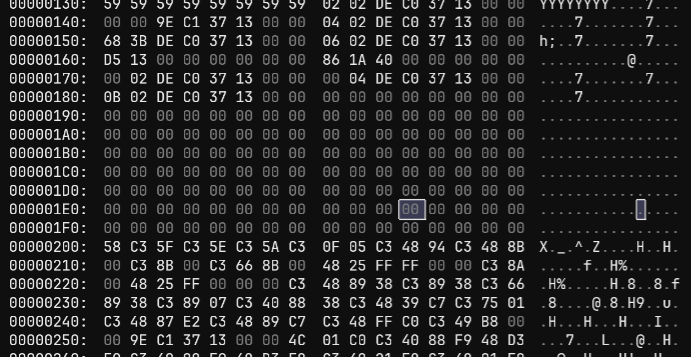 00000130: 59 59 59 59 59 59 59 59 02 02 DE C0 37 13 00 00 YYYYYYYY....7...
00000140: 00 00 9E C1 37 13 00 00 04 02 DE C0 37 13 00 00 ....7.......7...
00000150: 68 3B DE C0 37 13 00 00 06 02 DE C0 37 13 00 00 h;..7.......7...
00000160: D5 13 00 00 00 00 00 00 86 1A 40 00 00 00 00 00 ..........@.....
00000170: 00 02 DE C0 37 13 00 00 00 04 DE C0 37 13 00 00 ....7.......7...
00000180: 0B 02 DE C0 37 13 00 00 00 00 00 00 00 00 00 00 ....7...........
00000190: 00 00 00 00 00 00 00 00 00 00 00 00 00 00 00 00 ................
000001A0: 00 00 00 00 00 00 00 00 00 00 00 00 00 00 00 00 ................
000001B0: 00 00 00 00 00 00 00 00 00 00 00 00 00 00 00 00 ................
000001C0: 00 00 00 00 00 00 00 00 00 00 00 00 00 00 00 00 ................
000001D0: 00 00 00 00 00 00 00 00 00 00 00 00 00 00 00 00 ................
000001E0: 00 00 00 00 00 00 00 00 00 00 00 00 00 00 00 00 ................
000001F0: 00 00 00 00 00 00 00 00 00 00 00 00 00 00 00 00 ................
00000200: 58 C3 5F C3 5E C3 5A C3 0F 05 C3 48 94 C3 48 8B X._.^.Z....H..H.
00000210: 00 C3 8B 00 C3 66 8B 00 48 25 FF FF 00 00 C3 8A .....f..H%......
00000220: 00 48 25 FF 00 00 00 C3 48 89 38 C3 89 38 C3 66 .H%.....H.8..8.f
00000230: 89 38 C3 89 07 C3 40 88 38 C3 48 39 C7 C3 75 01 .8....@.8.H9..u.
00000240: C3 48 87 E2 C3 48 89 C7 C3 48 FF C0 C3 49 B8 00 .H...H...H...I..
00000250: 00 9E C1 37 13 00 00 4C 01 C0 C3 40 88 F9 48 D3 ...7...L...@..H.